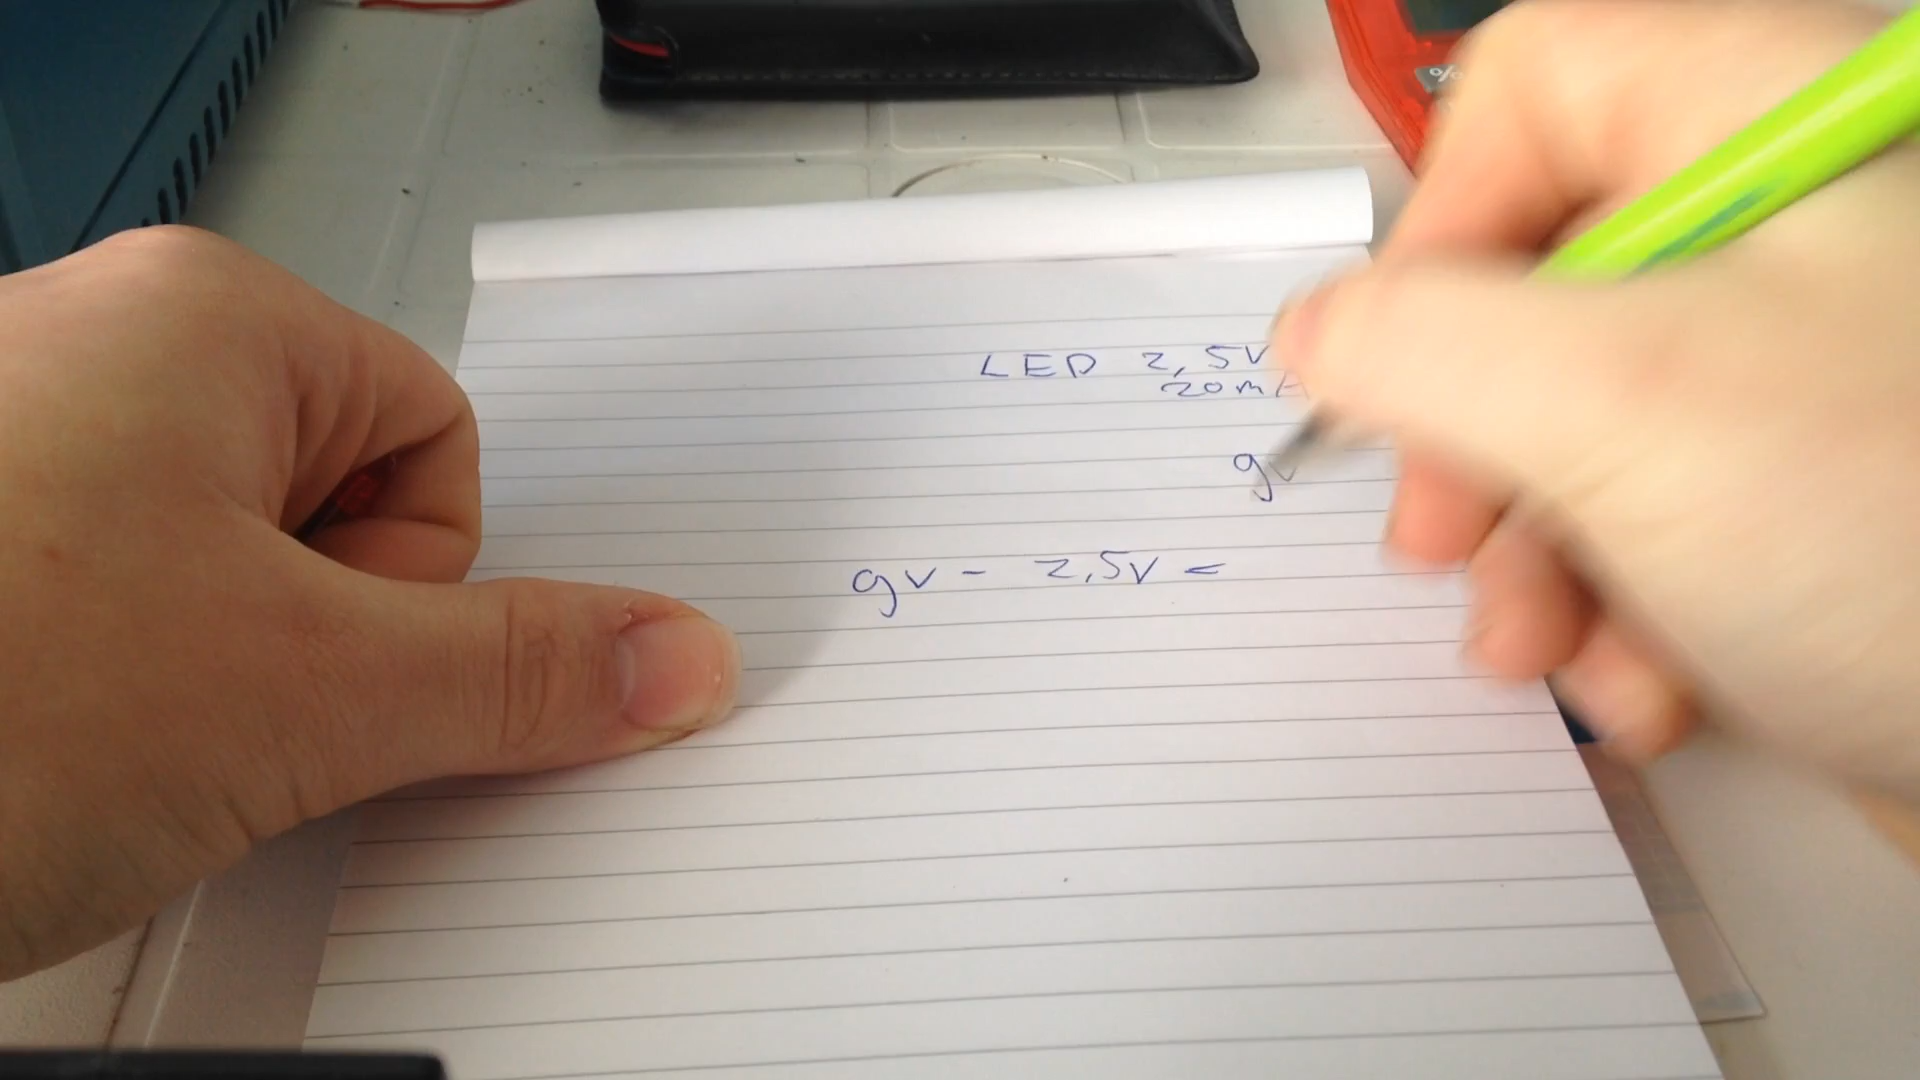 LED 2,5V
20mA
9V
9V - 2,5V =
%